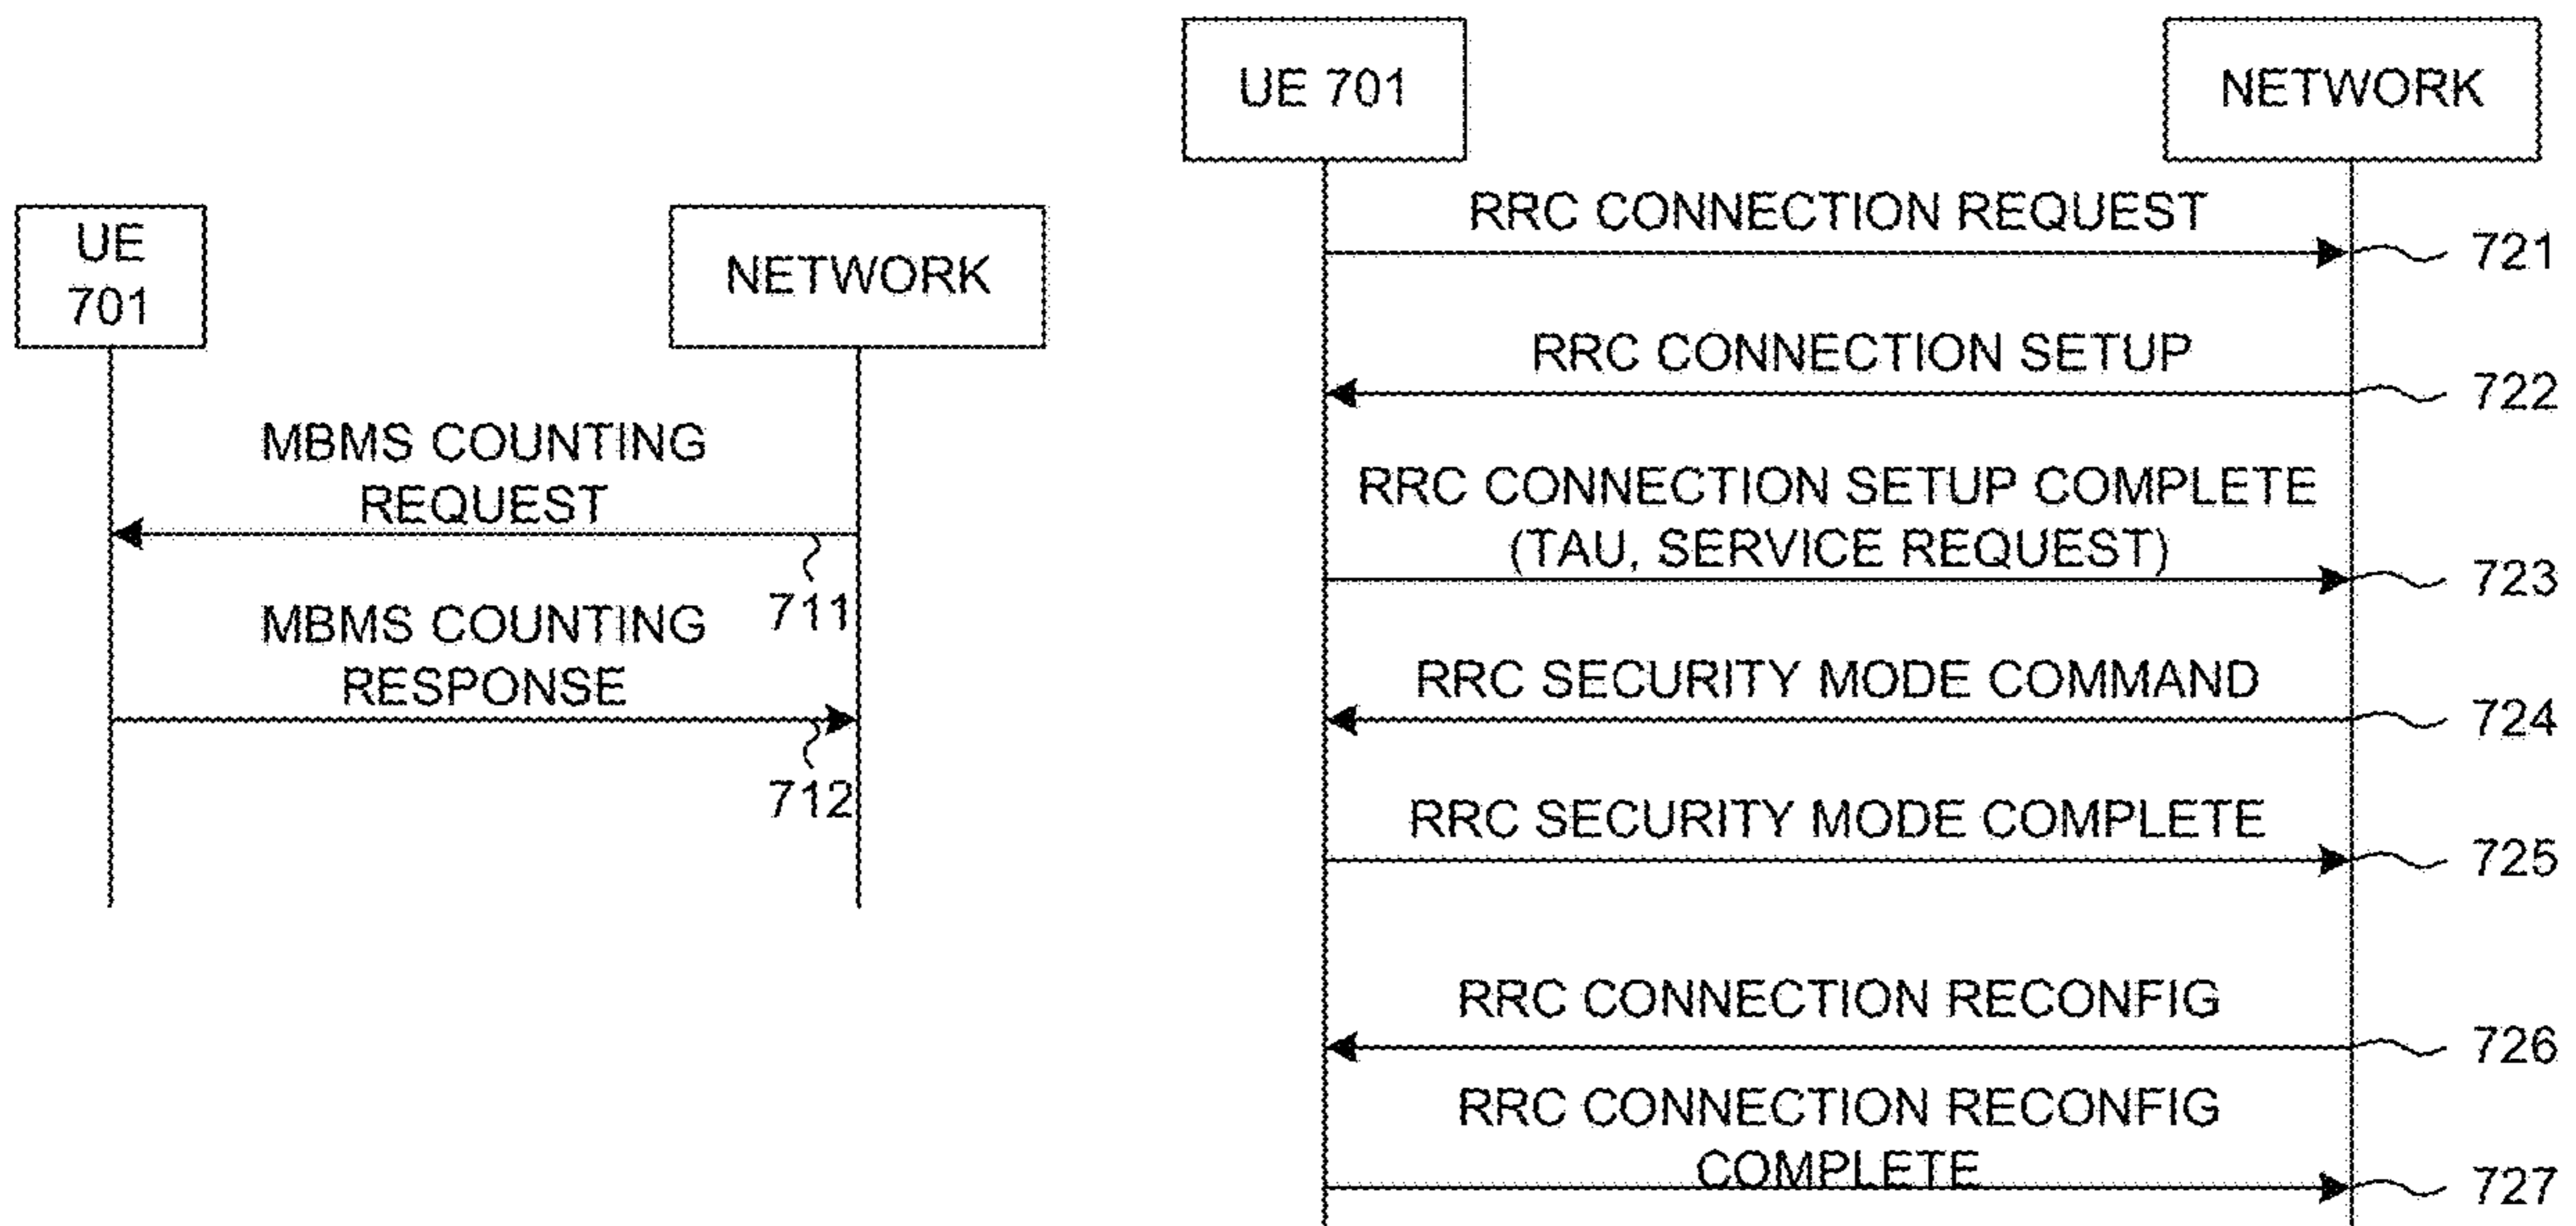 UE
701
NETWORK
MBMS COUNTING
REQUEST
711
MBMS COUNTING
RESPONSE
712
UE 701
NETWORK
RRC CONNECTION REQUEST
721
RRC CONNECTION SETUP
722
RRC CONNECTION SETUP COMPLETE
(TAU, SERVICE REQUEST)
723
RRC SECURITY MODE COMMAND
724
RRC SECURITY MODE COMPLETE
725
RRC CONNECTION RECONFIG
726
RRC CONNECTION RECONFIG
COMPLETE
727